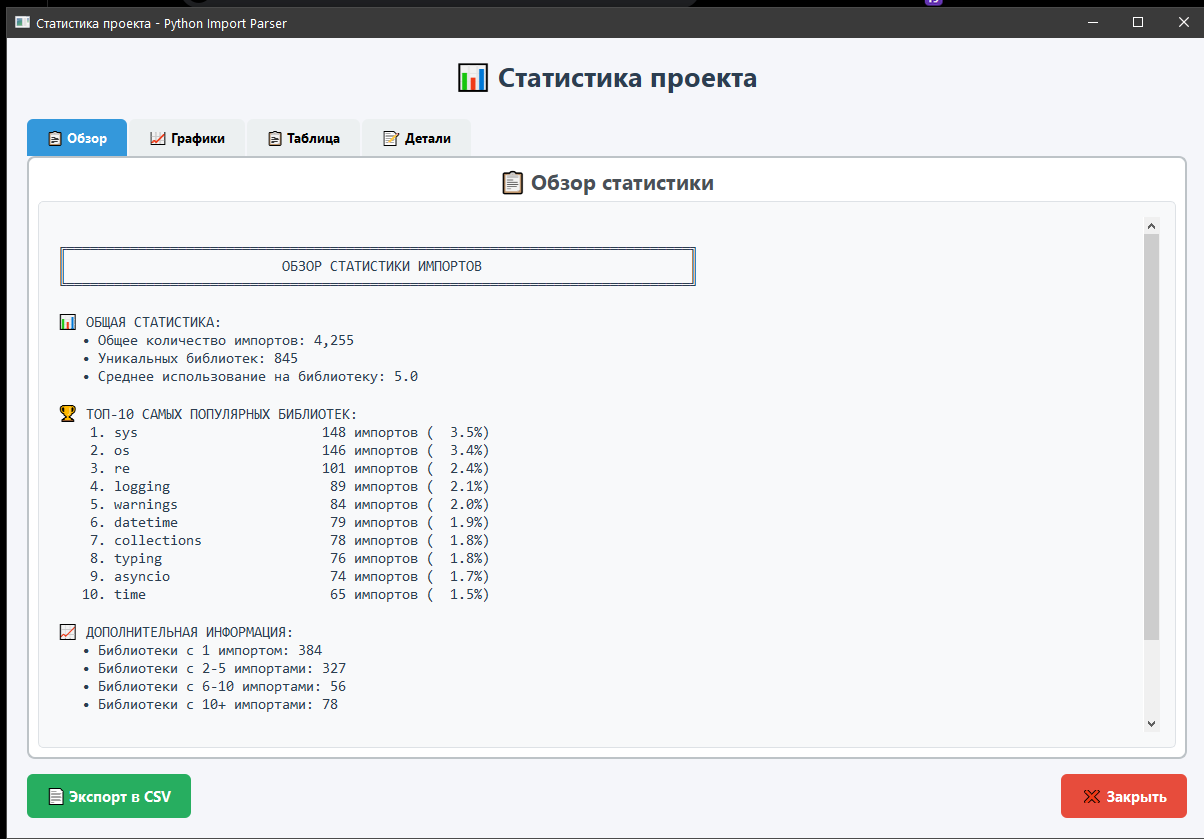 Статистика проекта - Python Import Parser
Статистика проекта
Обзор Графики Таблица Детали
Обзор статистики
ОБЗОР СТАТИСТИКИ ИМПОРТОВ
ОБЩАЯ СТАТИСТИКА:
• Общее количество импортов: 4,255
• Уникальных библиотек: 845
• Среднее использование на библиотеку: 5.0
ТОП-10 САМЫХ ПОПУЛЯРНЫХ БИБЛИОТЕК:
1. sys 148 импортов ( 3.5%)
2. os 146 импортов ( 3.4%)
3. re 101 импортов ( 2.4%)
4. logging 89 импортов ( 2.1%)
5. warnings 84 импортов ( 2.0%)
6. datetime 79 импортов ( 1.9%)
7. collections 78 импортов ( 1.8%)
8. typing 76 импортов ( 1.8%)
9. asyncio 74 импортов ( 1.7%)
10. time 65 импортов ( 1.5%)
ДОПОЛНИТЕЛЬНАЯ ИНФОРМАЦИЯ:
• Библиотеки с 1 импортом: 384
• Библиотеки с 2-5 импортами: 327
• Библиотеки с 6-10 импортами: 56
• Библиотеки с 10+ импортами: 78
Экспорт в CSV Закрыть